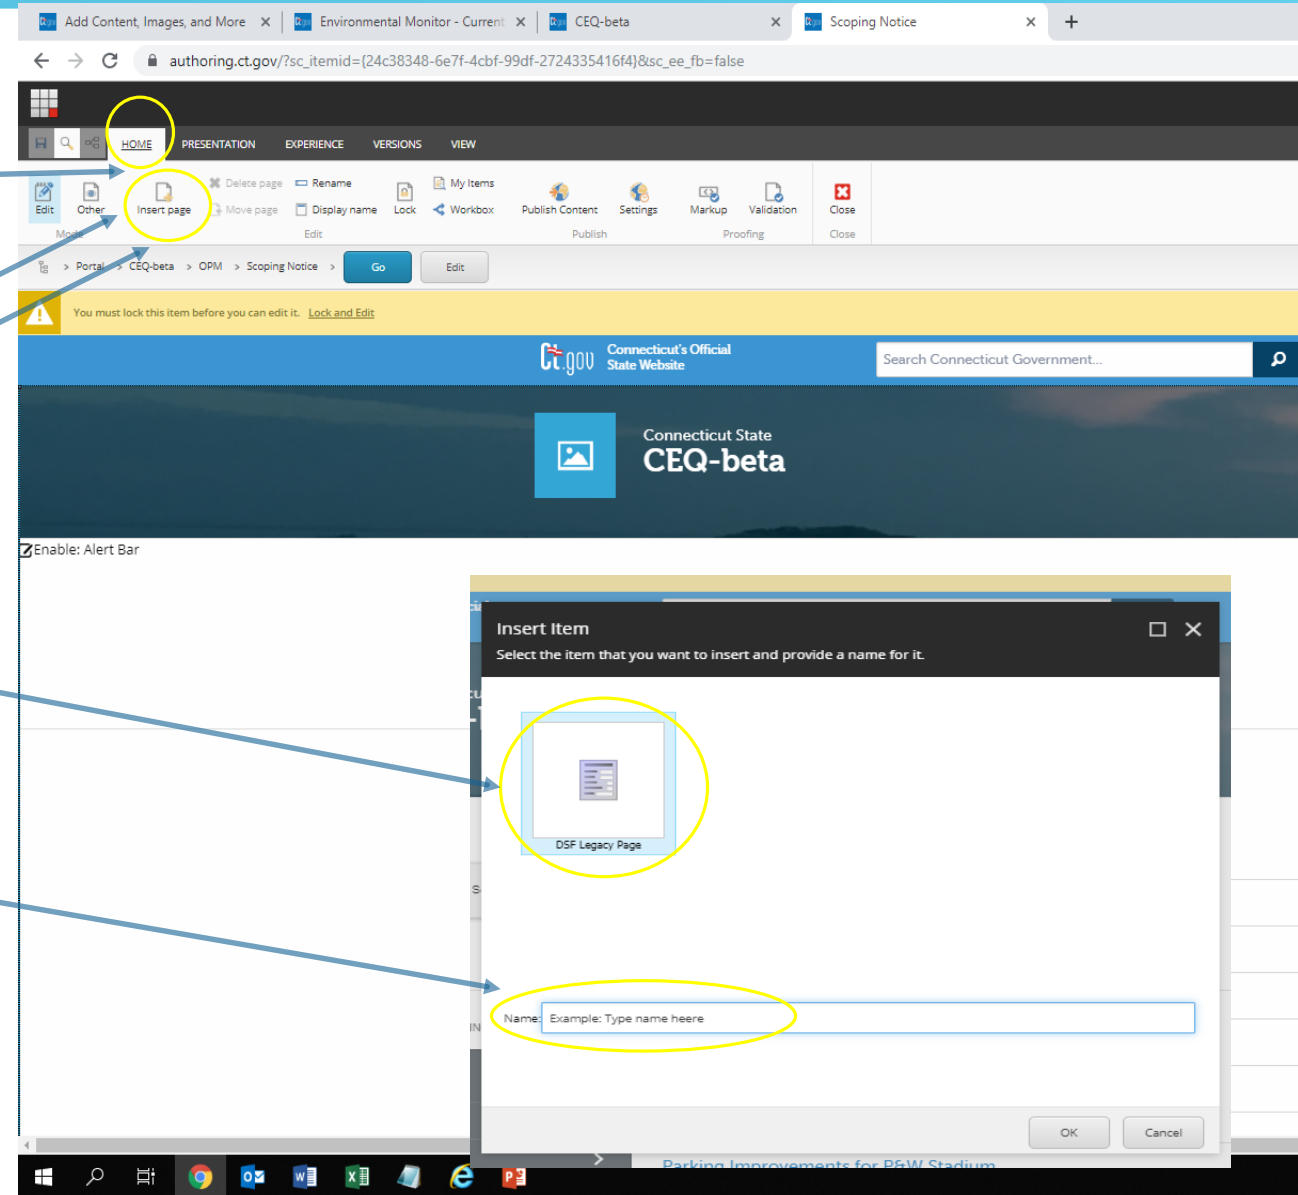 Add Content, Images, and More
Environmental Monitor - Current
CEQ-beta
Scoping Notice
authoring.ct.gov/?sc_itemid={24c38348-6e7f-4cbf-99df-2724335416f4}&sc_ee_fb=false
HOME PRESENTATION EXPERIENCE VERSIONS VIEW
Delete page Rename My Items
Edit Other Insert page Move page Display name Lock Workbox Publish Content Settings Markup Validation Close
Mode Edit Publish Proofing Close
> Portal > CEQ-beta > OPM > Scoping Notice > Go Edit
You must lock this item before you can edit it. Lock and Edit
Ct.gov Connecticut's Official
State Website
Search Connecticut Government...
Connecticut State
CEQ-beta
Enable: Alert Bar
Insert Item
Select the item that you want to insert and provide a name for it.
DSF Legacy Page
Name: Example: Type name heere
OK Cancel
Parking Improvements for P&W Stadium